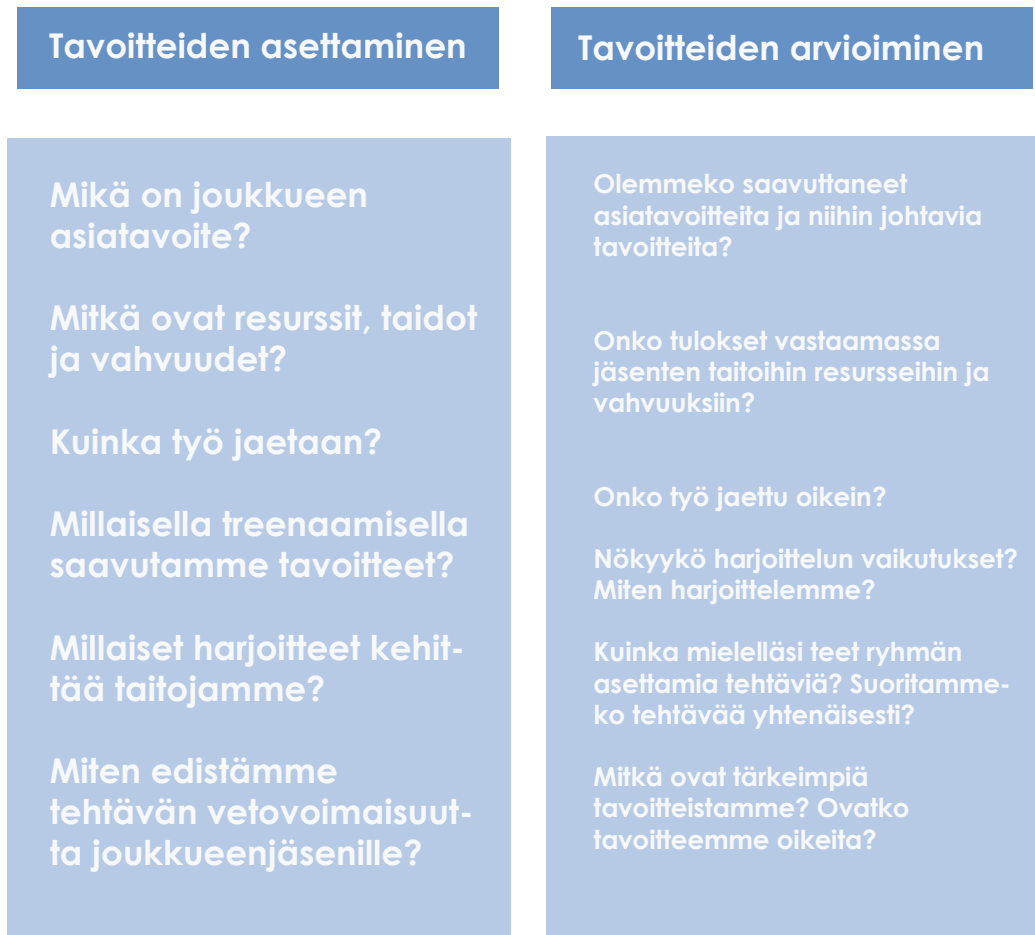 Tavoitteiden asettaminen
Mikä on joukkueen
asiatavoite?
Mitkä ovat resurssit, taidot
ja vahvuudet?
Kuinka työ jaetaan?
Millaisella treenaamisella
saavutamme tavoitteet?
Millaiset harjoitteet kehit-
tää taitojamme?
Miten edistämme
tehtävän vetovoimaisuut-
ta joukkueenjäsenille?
Tavoitteiden arvioiminen
Olemmeko saavuttaneet
asiatavoitteita ja niihin johtavia
tavoitteita?
Onko tulokset vastaamassa
jäsenten taitoihin resursseihin ja
vahvuuksiin?
Onko työ jaettu oikein?
Nökyykö harjoittelun vaikutukset?
Miten harjoittelemme?
Kuinka mielelläsi teet ryhmän
asettamia tehtäviä? Suoritamme-
ko tehtävää yhtenäisesti?
Mitkä ovat tärkeimpiä
tavoitteistamme? Ovatko
tavoitteemme oikeita?